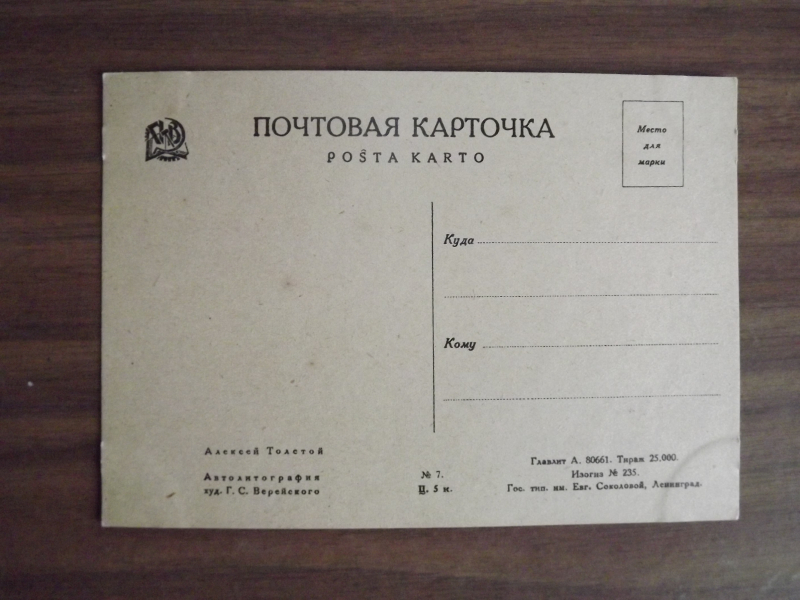 ПОЧТОВАЯ КАРТОЧКА
POŜTA KARTO
Место
для
марки
Куда
Кому
Алексей Толстой
Автолитография
худ. Г. С. Верейского
№ 7.
Ц. 5 к.
Главлит А. 80661. Тираж 25.000.
Изогиз № 235.
Гос. тип. им. Евг. Соколовой, Ленинград.